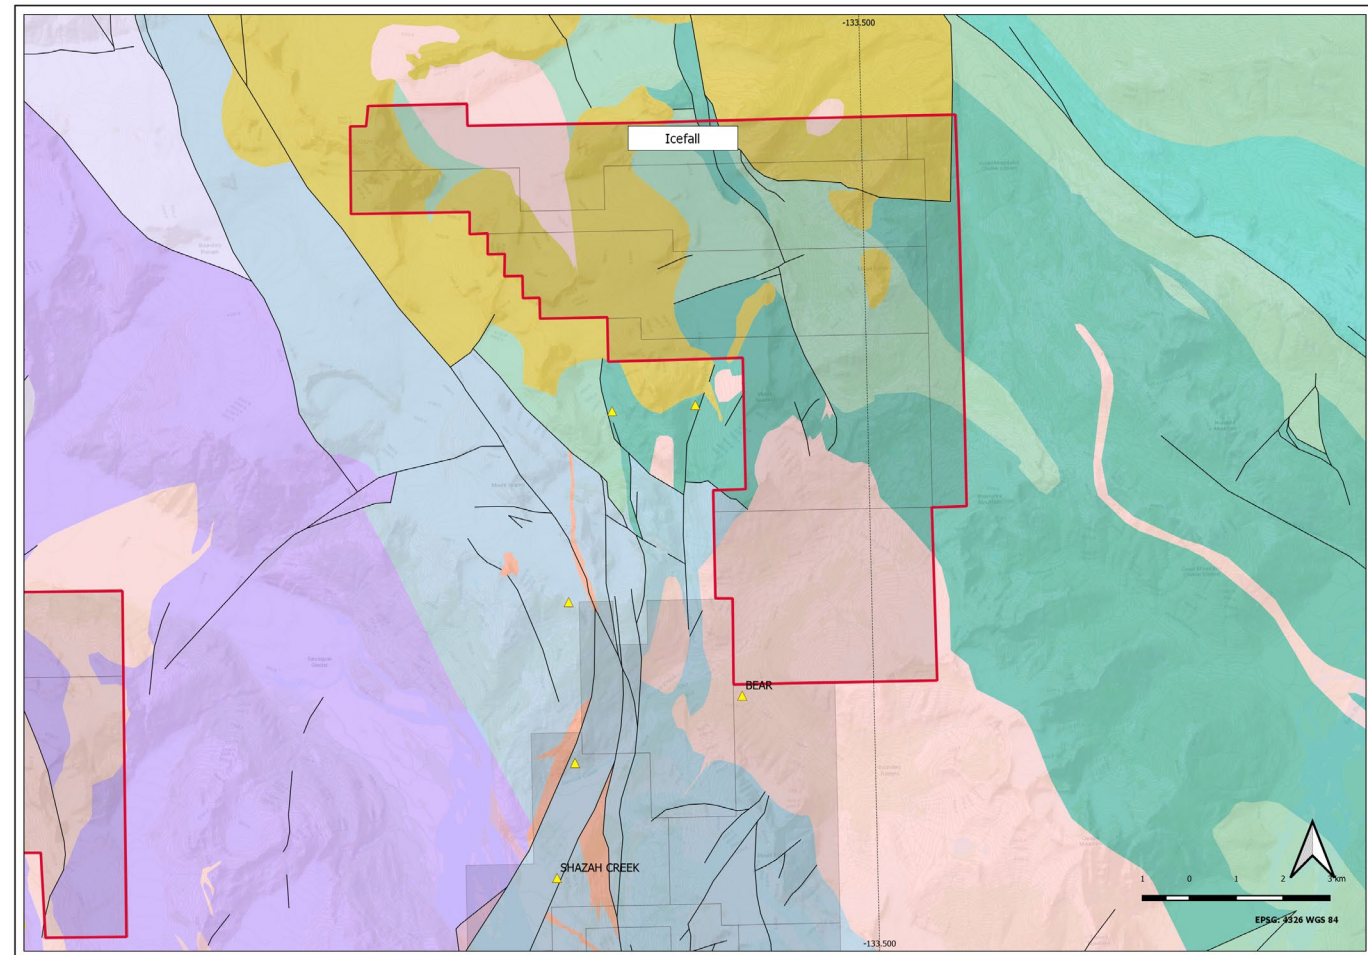 -133.500
Icefall
BEAR
SHAZAH CREEK
1 0 1 2 3 km
EPSG: 4326 WGS 84
-133.500